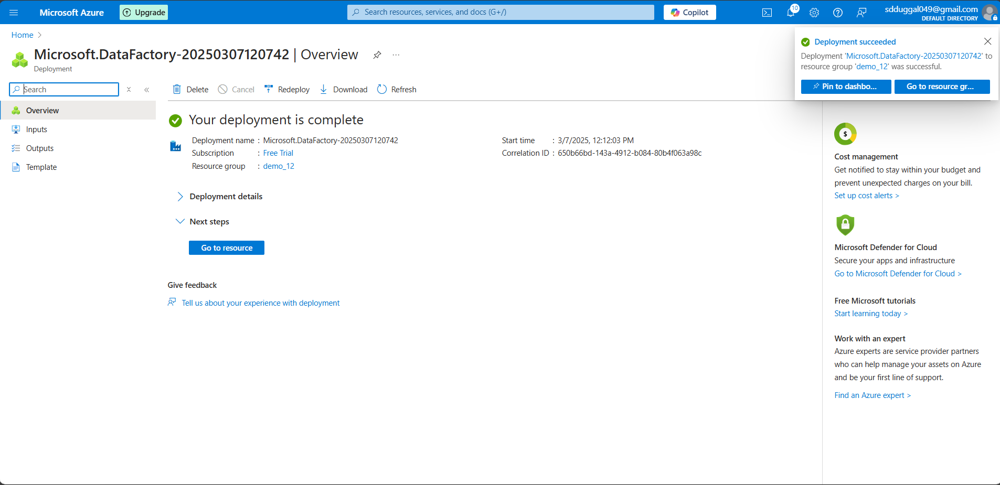 Microsoft Azure
Upgrade
Search resources, services, and docs (G+/)
Copilot
10
sdduggal049@gmail.com
DEFAULT DIRECTORY
Home
Microsoft.DataFactory-20250307120742 | Overview
Deployment
Search
Overview
Inputs
Outputs
Template
Delete
Cancel
Redeploy
Download
Refresh
Your deployment is complete
Deployment name : Microsoft.DataFactory-20250307120742
Subscription : Free Trial
Resource group : demo_12
Start time : 3/7/2025, 12:12:03 PM
Correlation ID : 650b66bd-143a-4912-b084-80b4f063a98c
Deployment details
Next steps
Go to resource
Give feedback
Tell us about your experience with deployment
Deployment succeeded
Deployment 'Microsoft.DataFactory-20250307120742' to
resource group 'demo_12' was successful.
Pin to dashbo...
Go to resource gr...
$
Cost management
Get notified to stay within your budget and
prevent unexpected charges on your bill.
Set up cost alerts >
Microsoft Defender for Cloud
Secure your apps and infrastructure
Go to Microsoft Defender for Cloud >
Free Microsoft tutorials
Start learning today >
Work with an expert
Azure experts are service provider partners
who can help manage your assets on Azure
and be your first line of support.
Find an Azure expert >